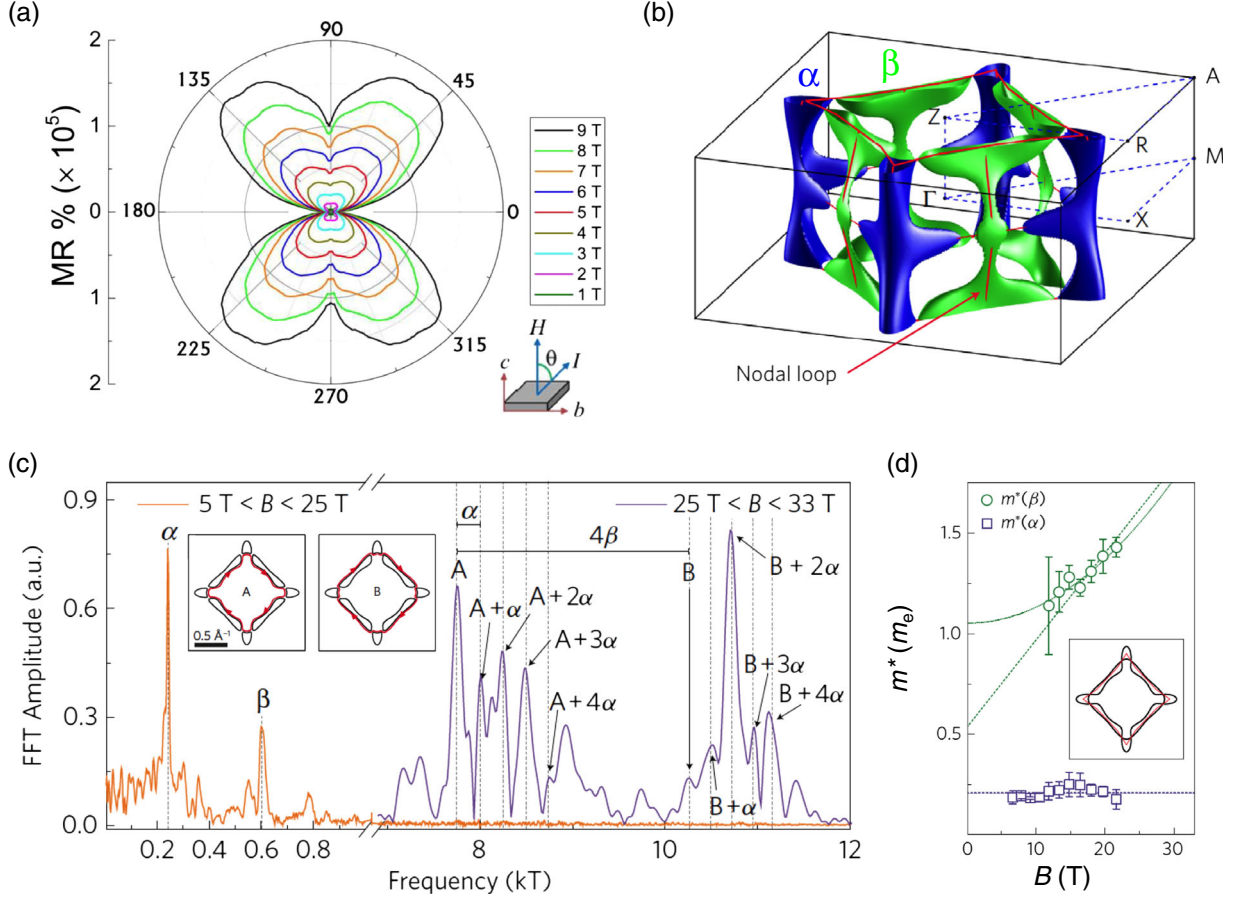 (a)
2
1
0
1
2
MR % (× 10⁵)
90
135
45
180
0
225
315
270
9 T
8 T
7 T
6 T
5 T
4 T
3 T
2 T
1 T
H
θ
I
c
b
(b)
α
β
Z
Γ
A
R
M
X
Nodal loop
(c)
0.9
0.6
0.3
0.0
FFT Amplitude (a.u.)
5 T < B < 25 T
25 T < B < 33 T
α
β
A
B
0.5 Å⁻¹
α
4β
A
A + α
A + 2α
A + 3α
A + 4α
B
B + α
B + 2α
B + 3α
B + 4α
0.2 0.4 0.6 0.8 8 10 12
Frequency (kT)
(d)
m*(β)
m*(α)
1.5
1.0
0.5
m* (mₑ)
0 10 20 30
B (T)